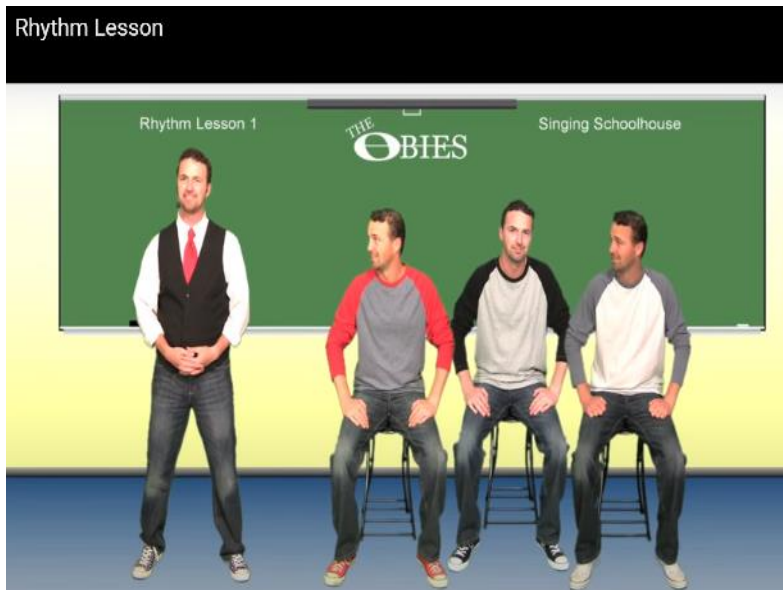 Rhythm Lesson
Rhythm Lesson 1
THE OBIES
Singing Schoolhouse